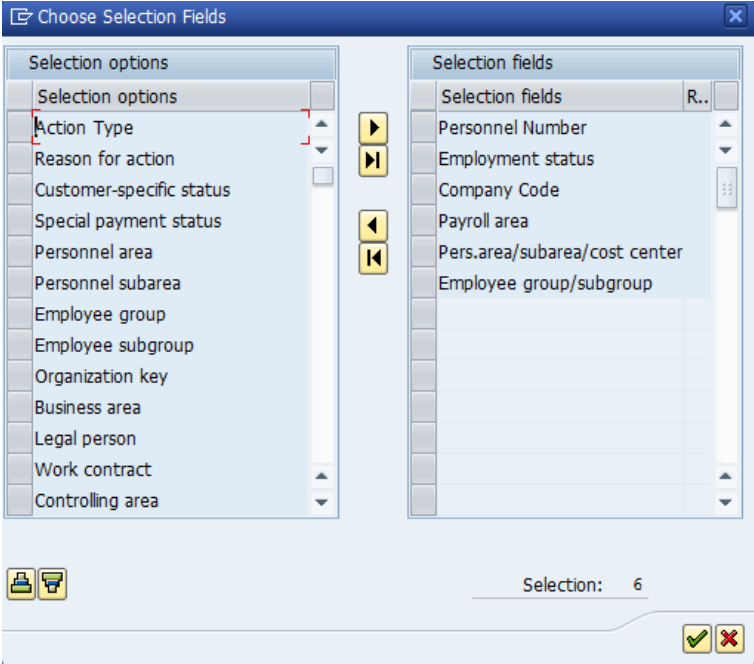 Choose Selection Fields
Selection options
Selection options
Action Type
Reason for action
Customer-specific status
Special payment status
Personnel area
Personnel subarea
Employee group
Employee subgroup
Organization key
Business area
Legal person
Work contract
Controlling area
Selection fields
Selection fields R..
Personnel Number
Employment status
Company Code
Payroll area
Pers.area/subarea/cost center
Employee group/subgroup
Selection: 6